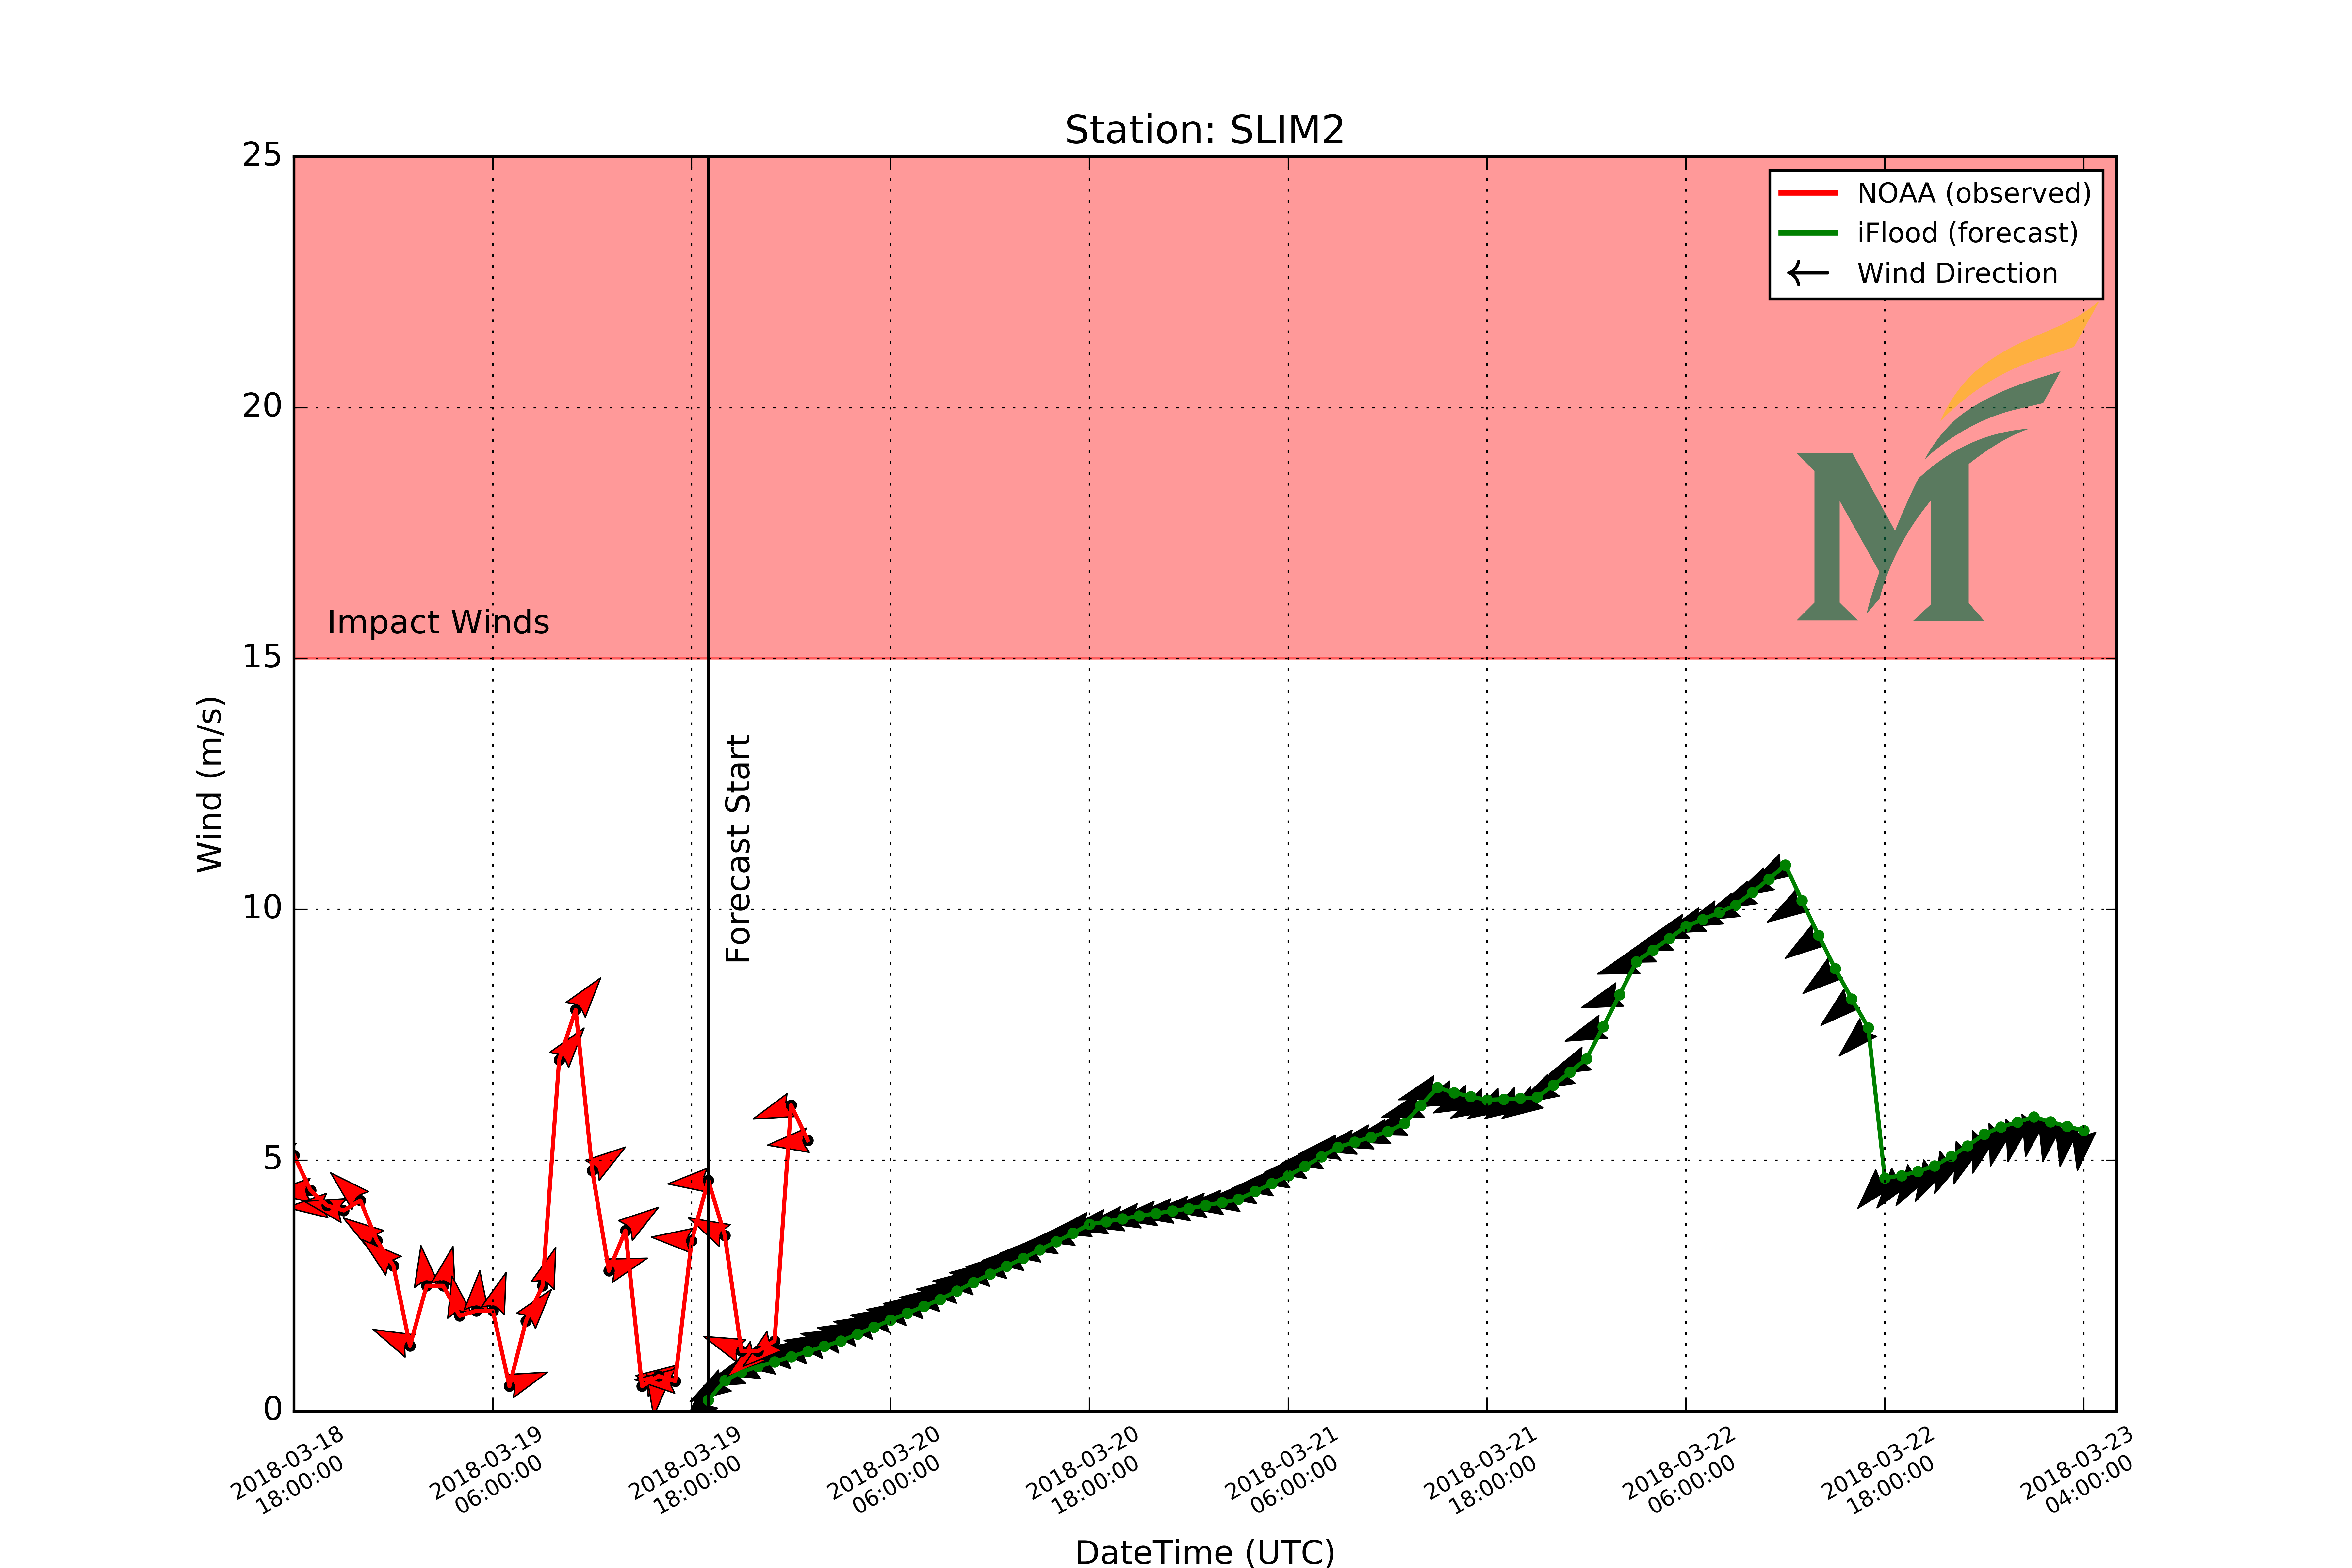 Station: SLIM2
25
20
15
10
5
0
Wind (m/s)
NOAA (observed)
iFlood (forecast)
Wind Direction
M
Impact Winds
Forecast Start
2018-03-18
18:00:00
2018-03-19
06:00:00
2018-03-19
18:00:00
2018-03-20
06:00:00
2018-03-20
18:00:00
2018-03-21
06:00:00
2018-03-21
18:00:00
2018-03-22
06:00:00
2018-03-22
18:00:00
2018-03-23
04:00:00
DateTime (UTC)